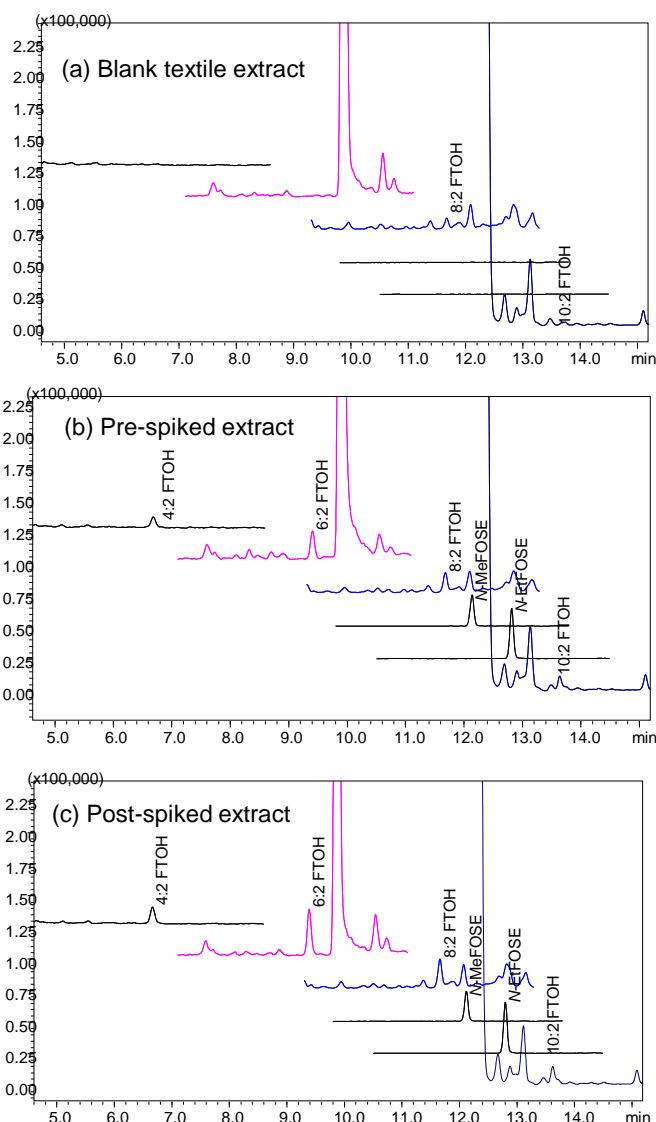 (x100,000)
2.25
2.00
1.75
1.50
1.25
1.00
0.75
0.50
0.25
0.00
(a) Blank textile extract
8:2 FTOH
10:2 FTOH
5.0 6.0 7.0 8.0 9.0 10.0 11.0 12.0 13.0 14.0 min
(x100,000)
2.25
2.00
1.75
1.50
1.25
1.00
0.75
0.50
0.25
0.00
(b) Pre-spiked extract
4:2 FTOH
6:2 FTOH
8:2 FTOH
N-MeFOSE
N-EtFOSE
10:2 FTOH
5.0 6.0 7.0 8.0 9.0 10.0 11.0 12.0 13.0 14.0 min
(x100,000)
2.25
2.00
1.75
1.50
1.25
1.00
0.75
0.50
0.25
0.00
(c) Post-spiked extract
4:2 FTOH
6:2 FTOH
8:2 FTOH
N-MeFOSE
N-EtFOSE
10:2 FTOH
5.0 6.0 7.0 8.0 9.0 10.0 11.0 12.0 13.0 14.0 min